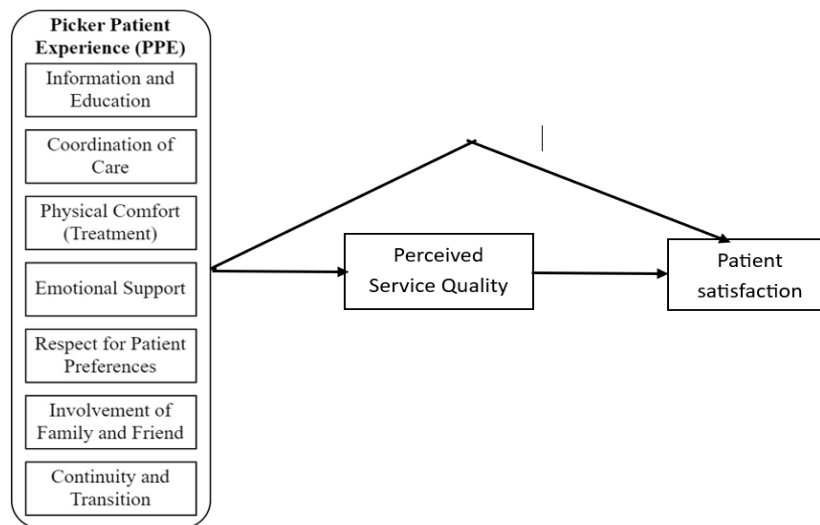 Picker Patient
Experience (PPE)
Information and
Education
Coordination of
Care
Physical Comfort
(Treatment)
Emotional Support
Respect for Patient
Preferences
Involvement of
Family and Friend
Continuity and
Transition
Perceived
Service Quality
Patient
satisfaction